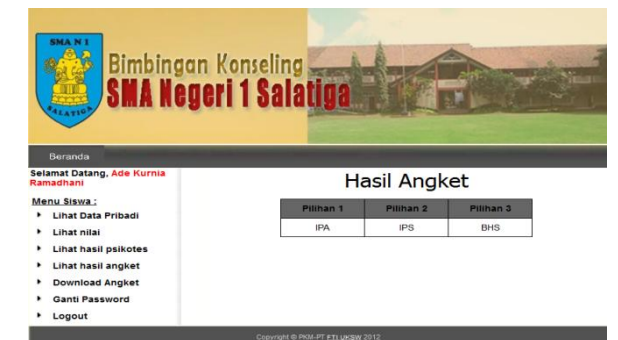 SMA N 1
SALATIGA
Bimbingan Konseling
SMA Negeri 1 Salatiga
Beranda
Selamat Datang, Ade Kurnia
Ramadhani
Menu Siswa :
Lihat Data Pribadi
Lihat nilai
Lihat hasil psikotes
Lihat hasil angket
Download Angket
Ganti Password
Logout
Hasil Angket
Pilihan 1 Pilihan 2 Pilihan 3
IPA IPS BHS
Copyright © PKM-PT FTI UKSW 2012